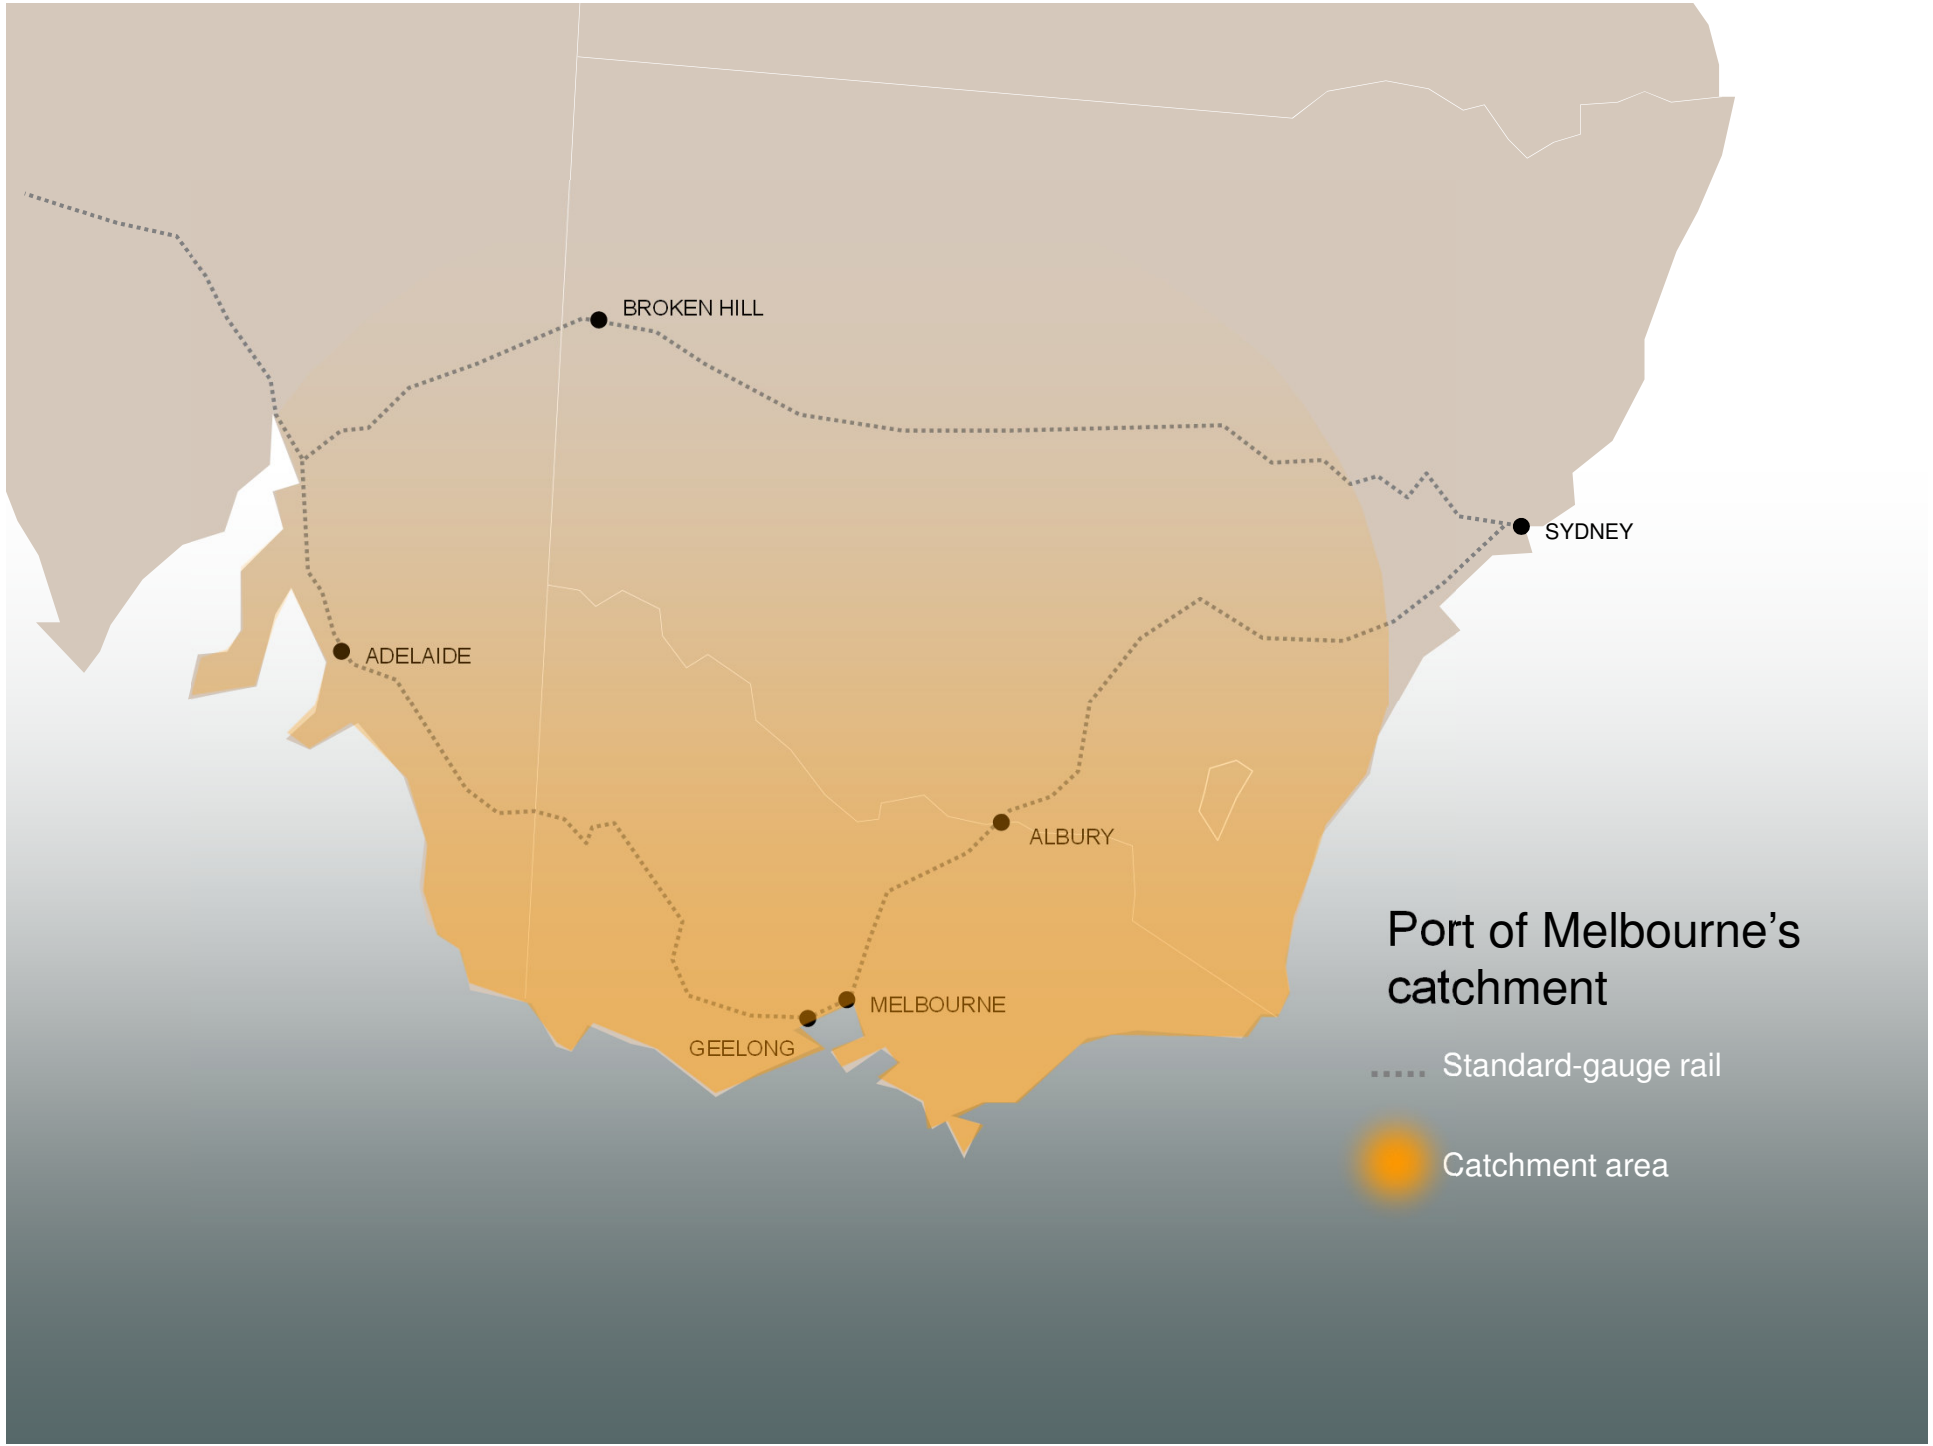 BROKEN HILL
SYDNEY
ADELAIDE
ALBURY
Port of Melbourne’s
catchment
MELBOURNE
GEELONG
Standard-gauge rail
Catchment area